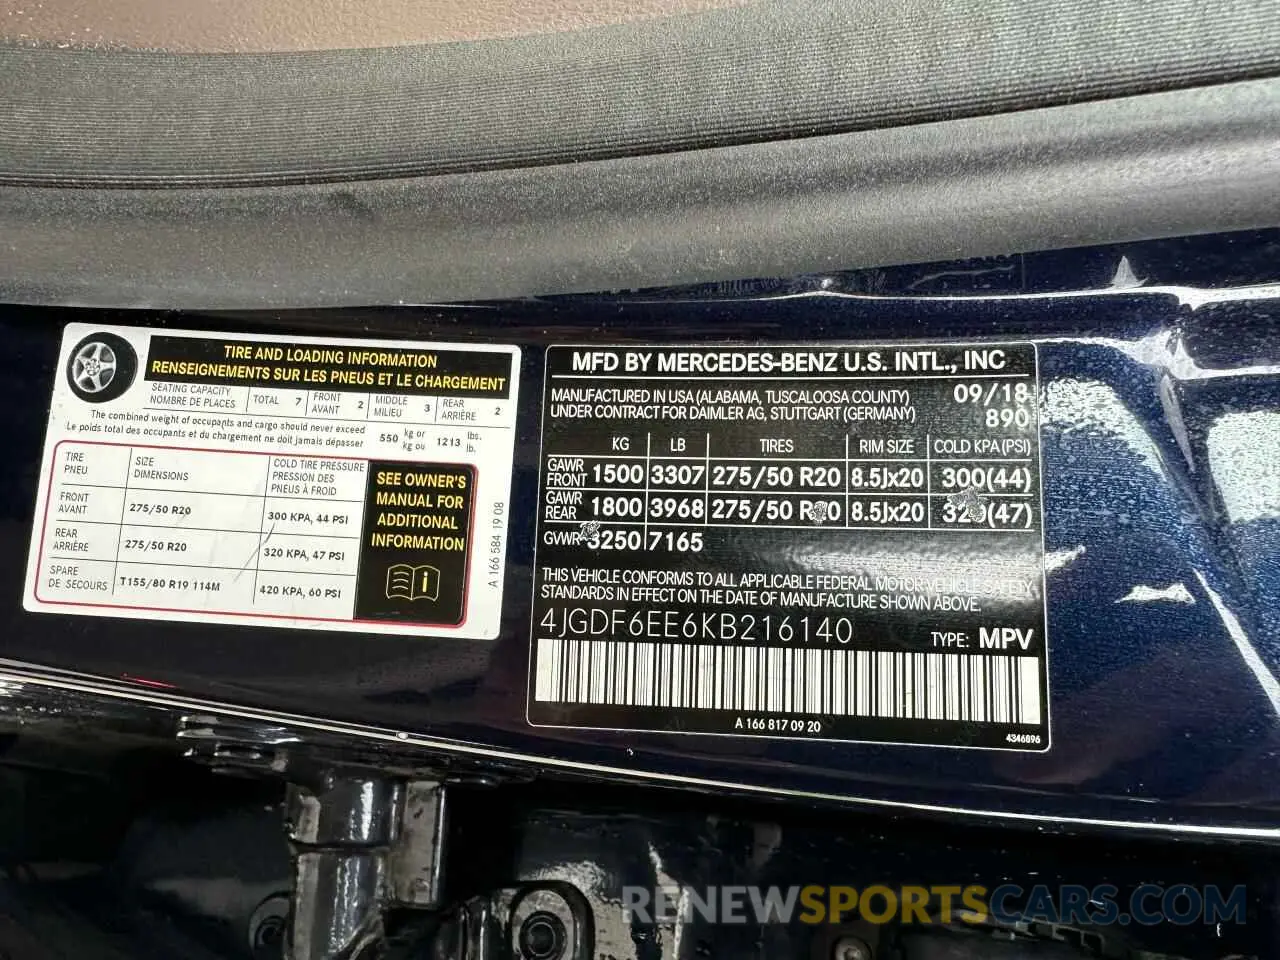 TIRE AND LOADING INFORMATION
RENSEIGNEMENTS SUR LES PNEUS ET LE CHARGEMENT
SEATING CAPACITY
NOMBRE DE PLACES
TOTAL 7
FRONT
AVANT 2
MIDDLE
MILIEU 3
REAR
ARRIÈRE 2
The combined weight of occupants and cargo should never exceed
Le poids total des occupants et du chargement ne doit jamais dépasser
550 kg or
kg ou
1213 lbs.
lb.
TIRE
PNEU
SIZE
DIMENSIONS
COLD TIRE PRESSURE
PRESSION DES
PNEUS À FROID
FRONT
AVANT
275/50 R20
300 KPA, 44 PSI
REAR
ARRIÈRE
275/50 R20
320 KPA, 47 PSI
SPARE
DE SECOURS
T155/80 R19 114M
420 KPA, 60 PSI
SEE OWNER'S
MANUAL FOR
ADDITIONAL
INFORMATION
A 166 584 19 08
MFD BY MERCEDES-BENZ U.S. INTL., INC
MANUFACTURED IN USA (ALABAMA, TUSCALOOSA COUNTY) 09/18
UNDER CONTRACT FOR DAIMLER AG, STUTTGART (GERMANY) 890
KG LB TIRES RIM SIZE COLD KPA (PSI)
GAWR
FRONT 1500 3307 275/50 R20 8.5Jx20 300(44)
GAWR
REAR 1800 3968 275/50 R20 8.5Jx20 320(47)
GVWR 3250 7165
THIS VEHICLE CONFORMS TO ALL APPLICABLE FEDERAL MOTOR VEHICLE SAFETY
STANDARDS IN EFFECT ON THE DATE OF MANUFACTURE SHOWN ABOVE.
4JGDF6EE6KB216140
TYPE: MPV
A 166 817 09 20
4346896
RENEWSPORTSCARS.COM